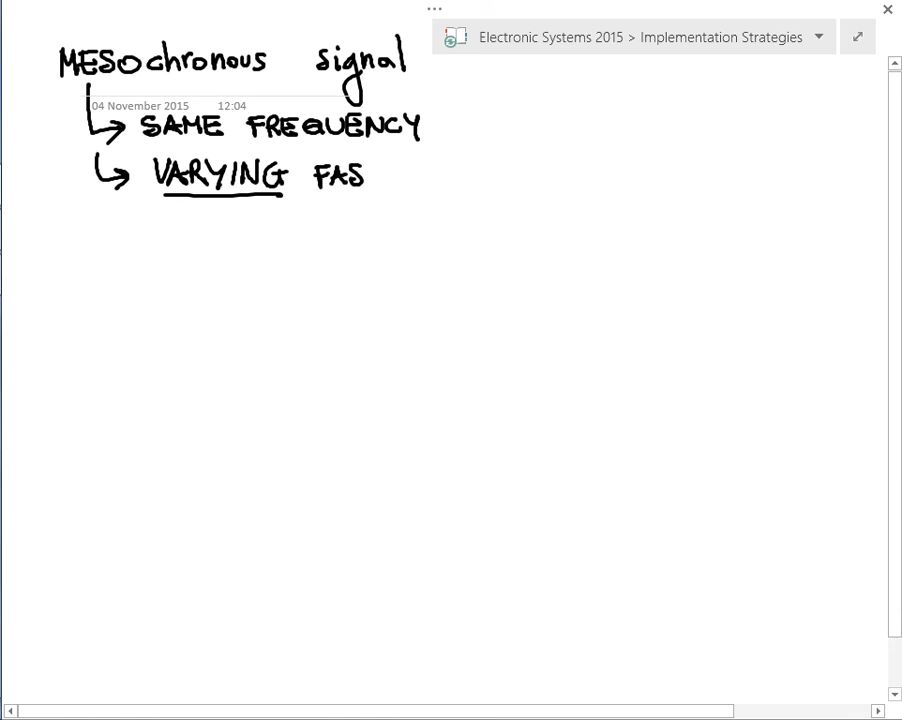 Electronic Systems 2015 > Implementation Strategies
MESochronous signal
04 November 2015 12:04
SAME FREQUENCY
VARYING FAS